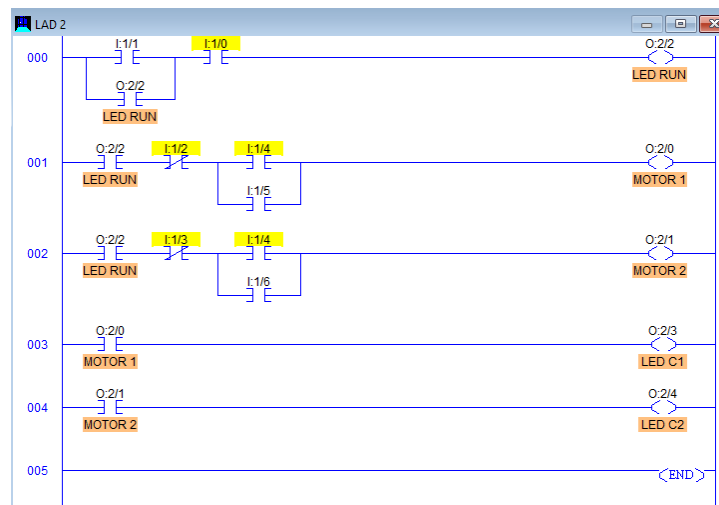 LAD 2
I:1/1 I:1/0 O:2/2
000
LED RUN
O:2/2
LED RUN
O:2/2 I:1/2 I:1/4 O:2/0
001
LED RUN MOTOR 1
I:1/5
O:2/2 I:1/3 I:1/4 O:2/1
002
LED RUN MOTOR 2
I:1/6
O:2/0 O:2/3
003
MOTOR 1 LED C1
O:2/1 O:2/4
004
MOTOR 2 LED C2
005 END